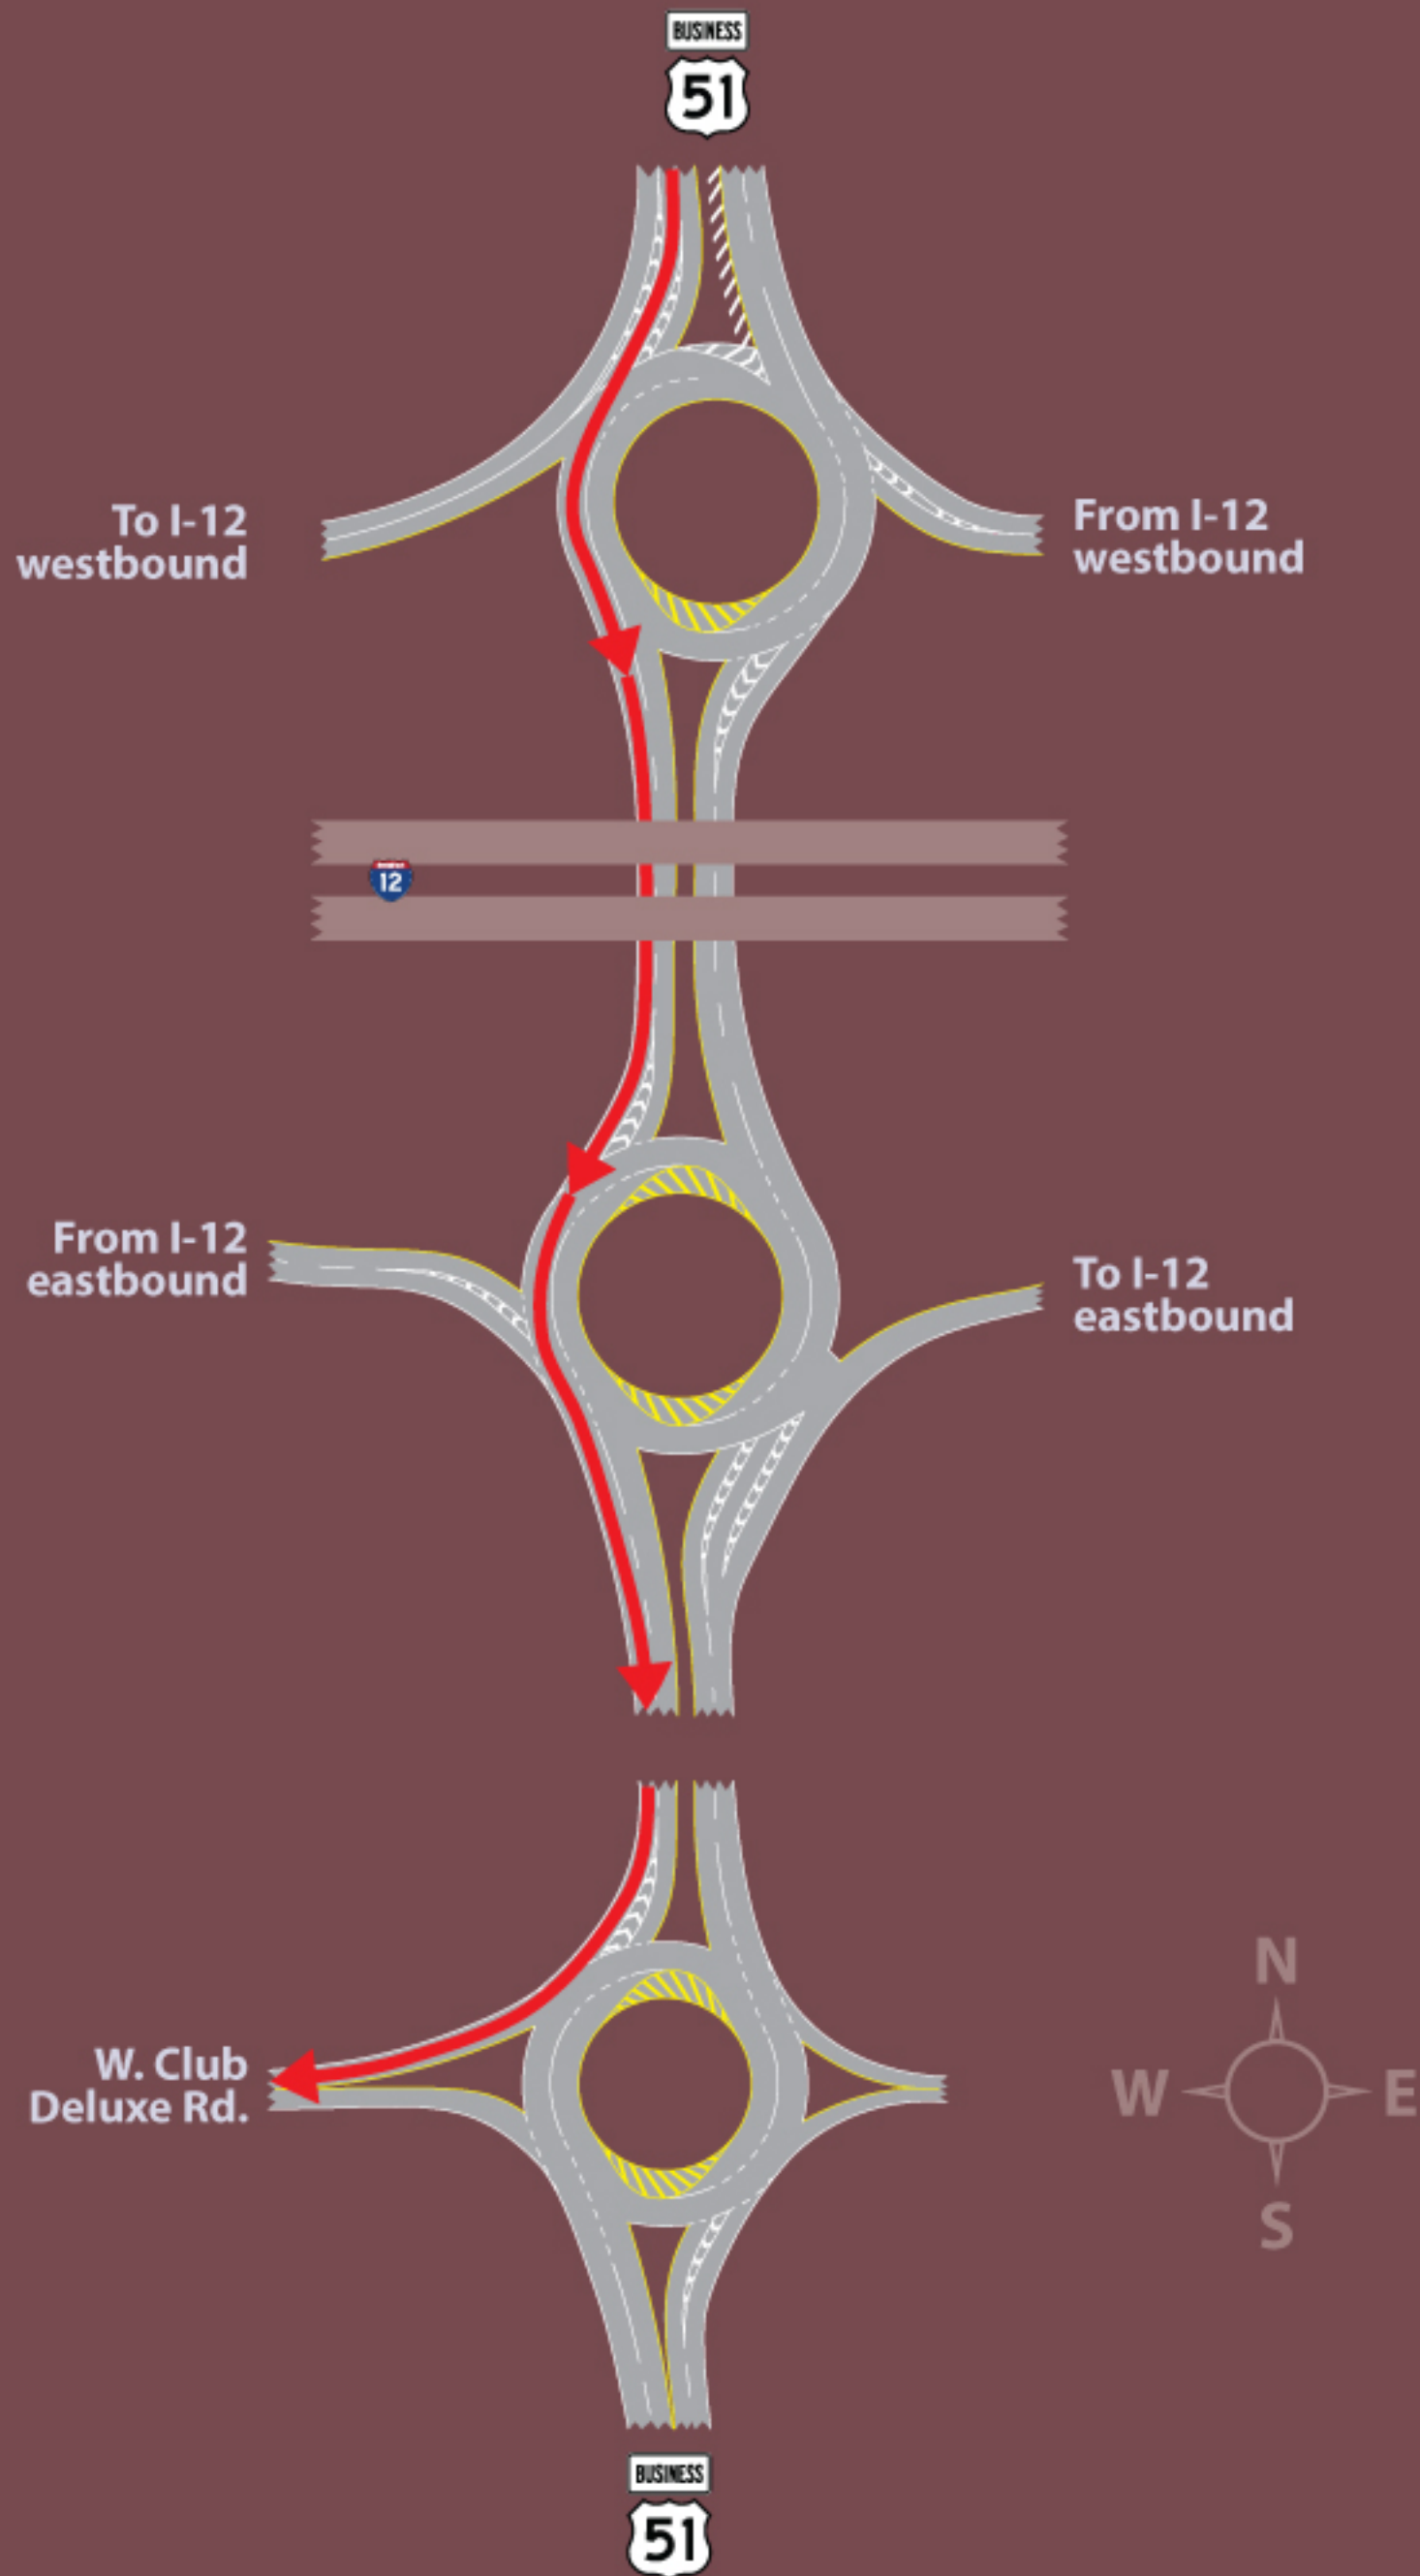 BUSINESS
51
To I-12
westbound
From I-12
westbound
12
From I-12
eastbound
To I-12
eastbound
N
W. Club
Deluxe Rd.
W
E
S
BUSINESS
51